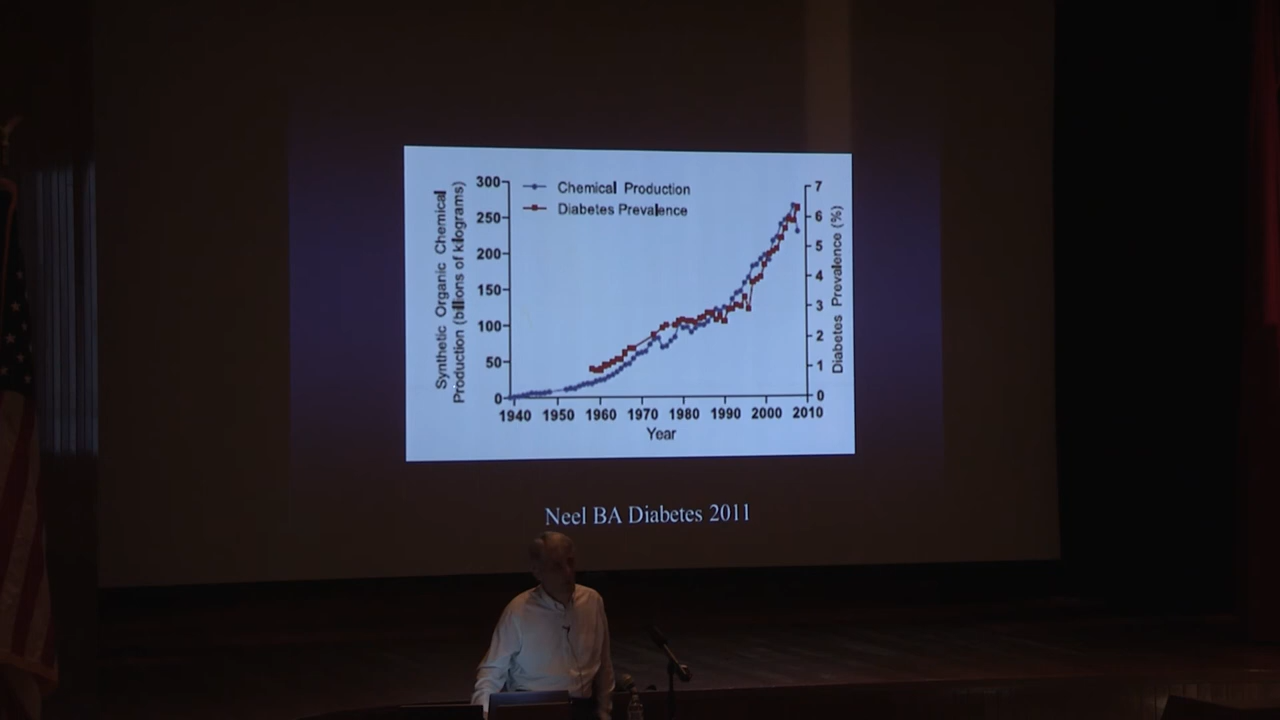 Synthetic Organic Chemical
Production (billions of kilograms)
300
250
200
150
100
50
0
Chemical Production
Diabetes Prevalence
7
6
5
4
3
2
1
0
Diabetes Prevalence (%)
1940 1950 1960 1970 1980 1990 2000 2010
Year
Neel BA Diabetes 2011